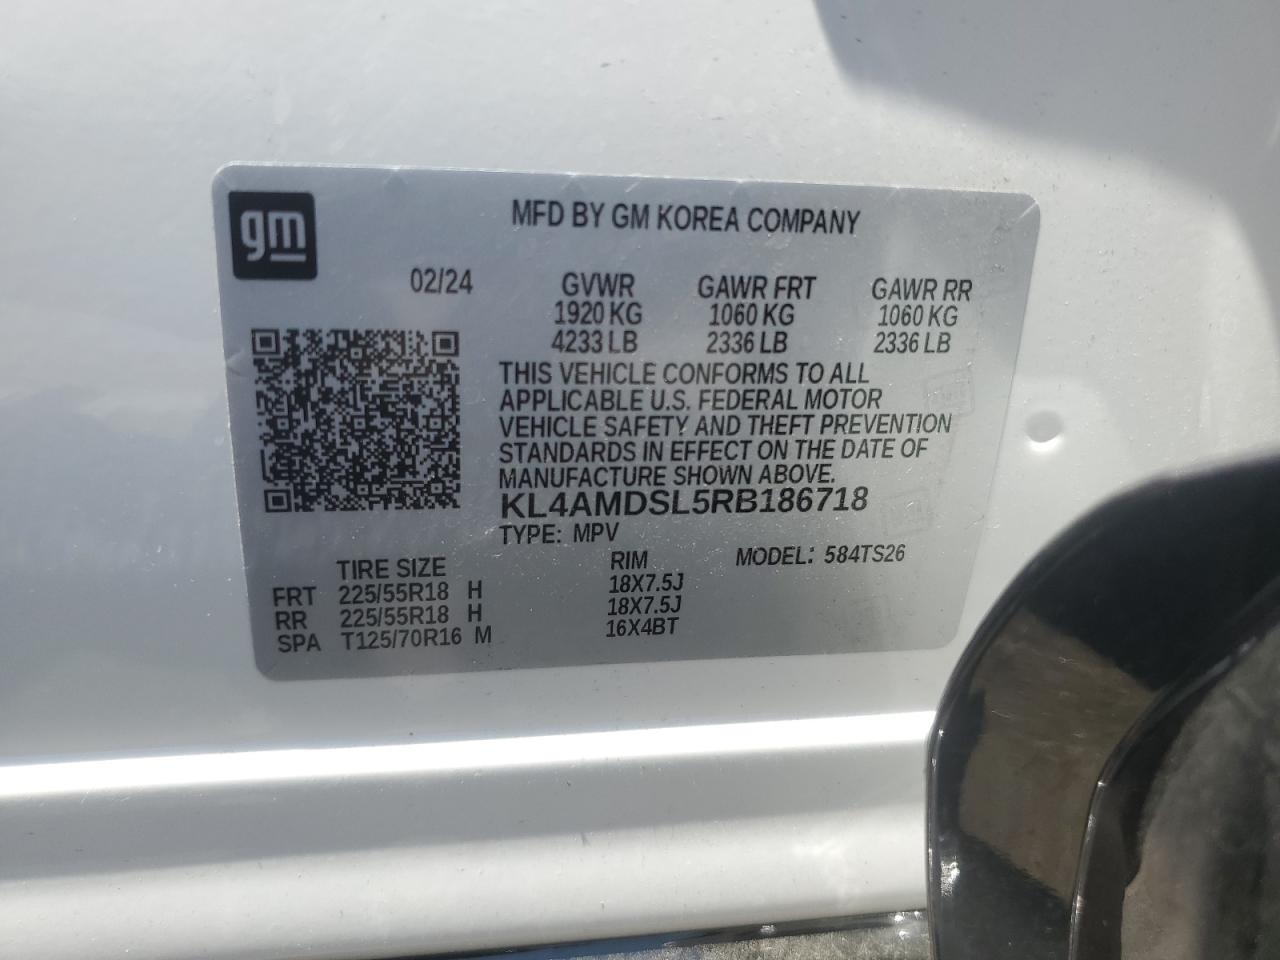 gm
MFD BY GM KOREA COMPANY
02/24 GVWR GAWR FRT GAWR RR
1920 KG 1060 KG 1060 KG
4233 LB 2336 LB 2336 LB
THIS VEHICLE CONFORMS TO ALL
APPLICABLE U.S. FEDERAL MOTOR
VEHICLE SAFETY AND THEFT PREVENTION
STANDARDS IN EFFECT ON THE DATE OF
MANUFACTURE SHOWN ABOVE.
KL4AMDSL5RB186718
TYPE: MPV
TIRE SIZE RIM MODEL: 584TS26
FRT 225/55R18 H 18X7.5J
RR 225/55R18 H 18X7.5J
SPA T125/70R16 M 16X4BT